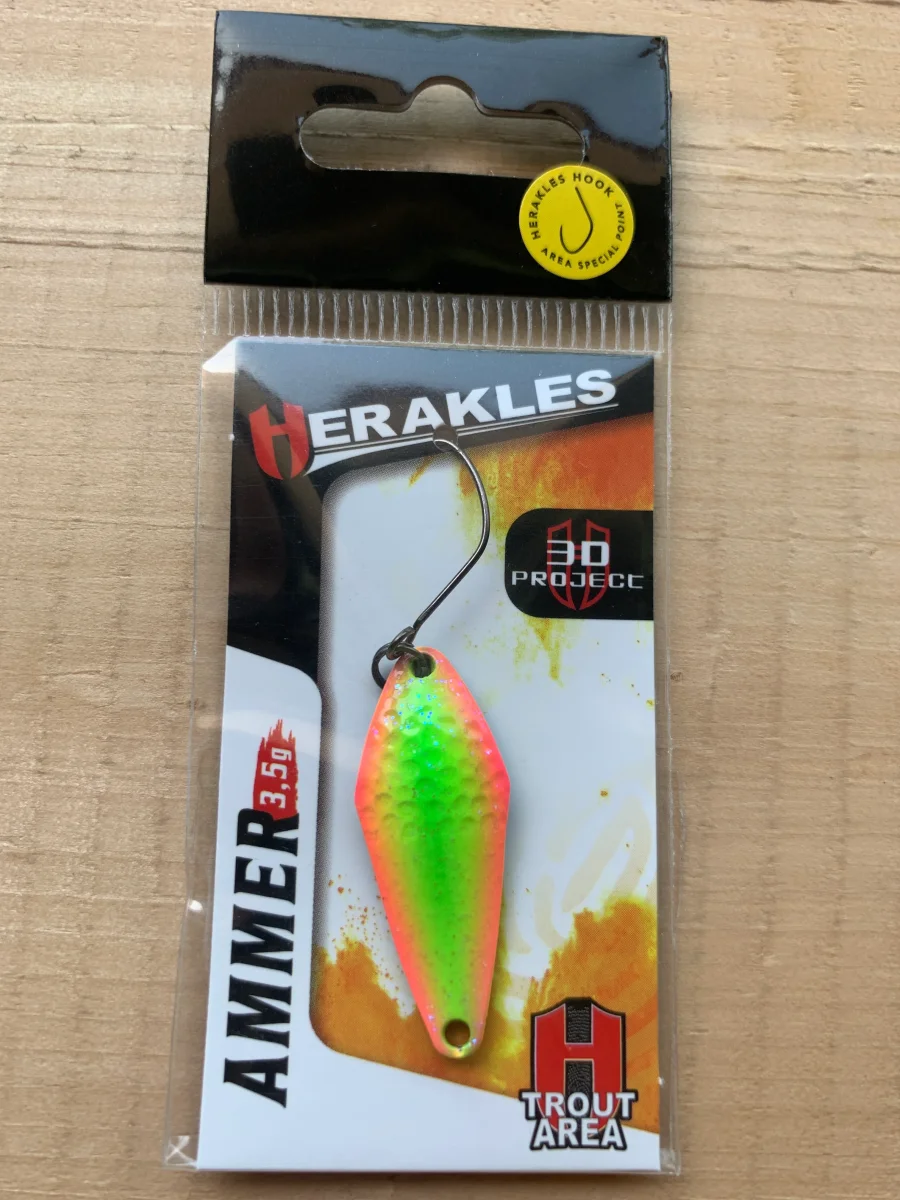 HERAKLES HOOK
AREA SPECIAL POINT
HERAKLES
3D
PROJECT
AMMER
3,5g
H
TROUT
AREA